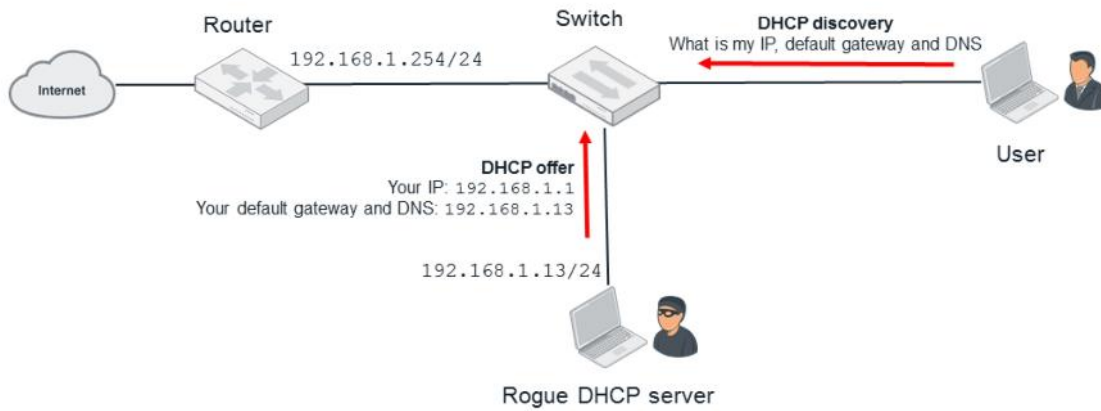 Router
Switch
DHCP discovery
What is my IP, default gateway and DNS
192.168.1.254/24
Internet
User
DHCP offer
Your IP: 192.168.1.1
Your default gateway and DNS: 192.168.1.13
192.168.1.13/24
Rogue DHCP server